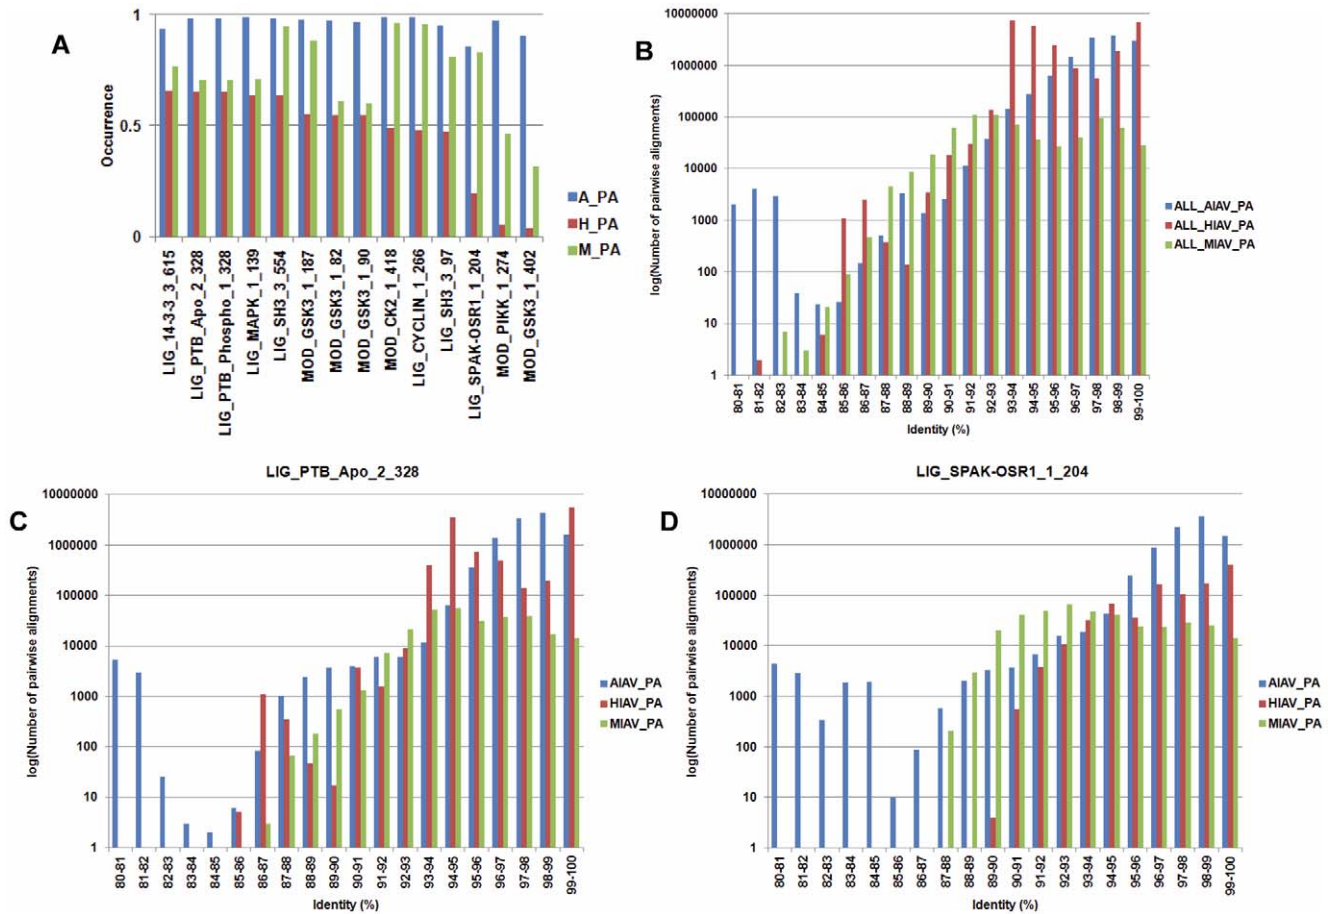 A
Occurrence
1
0.5
0
LIG_14-3-3_3_615
LIG_PTB_Apo_2_328
LIG_PTB_Phospho_1_328
LIG_MAPK_1_139
LIG_SH3_3_554
MOD_GSK3_1_187
MOD_GSK3_1_82
MOD_GSK3_1_90
MOD_CK2_1_418
LIG_CYCLIN_1_266
LIG_SH3_3_97
LIG_SPAK-OSR1_1_204
MOD_PIKK_1_274
MOD_GSK3_1_402
A_PA
H_PA
M_PA
B
log(Number of pairwise alignments)
10000000
1000000
100000
10000
1000
100
10
1
80-81
81-82
82-83
83-84
84-85
85-86
86-87
87-88
88-89
89-90
90-91
91-92
92-93
93-94
94-95
95-96
96-97
97-98
98-99
99-100
Identity (%)
ALL_AIAV_PA
ALL_HIAV_PA
ALL_MIAV_PA
C
LIG_PTB_Apo_2_328
log(Number of pairwise alignments)
10000000
1000000
100000
10000
1000
100
10
1
80-81
81-82
82-83
83-84
84-85
85-86
86-87
87-88
88-89
89-90
90-91
91-92
92-93
93-94
94-95
95-96
96-97
97-98
98-99
99-100
Identity (%)
AIAV_PA
HIAV_PA
MIAV_PA
D
LIG_SPAK-OSR1_1_204
log(Number of pairwise alignments)
10000000
1000000
100000
10000
1000
100
10
1
80-81
81-82
82-83
83-84
84-85
85-86
86-87
87-88
88-89
89-90
90-91
91-92
92-93
93-94
94-95
95-96
96-97
97-98
98-99
99-100
Identity (%)
AIAV_PA
HIAV_PA
MIAV_PA